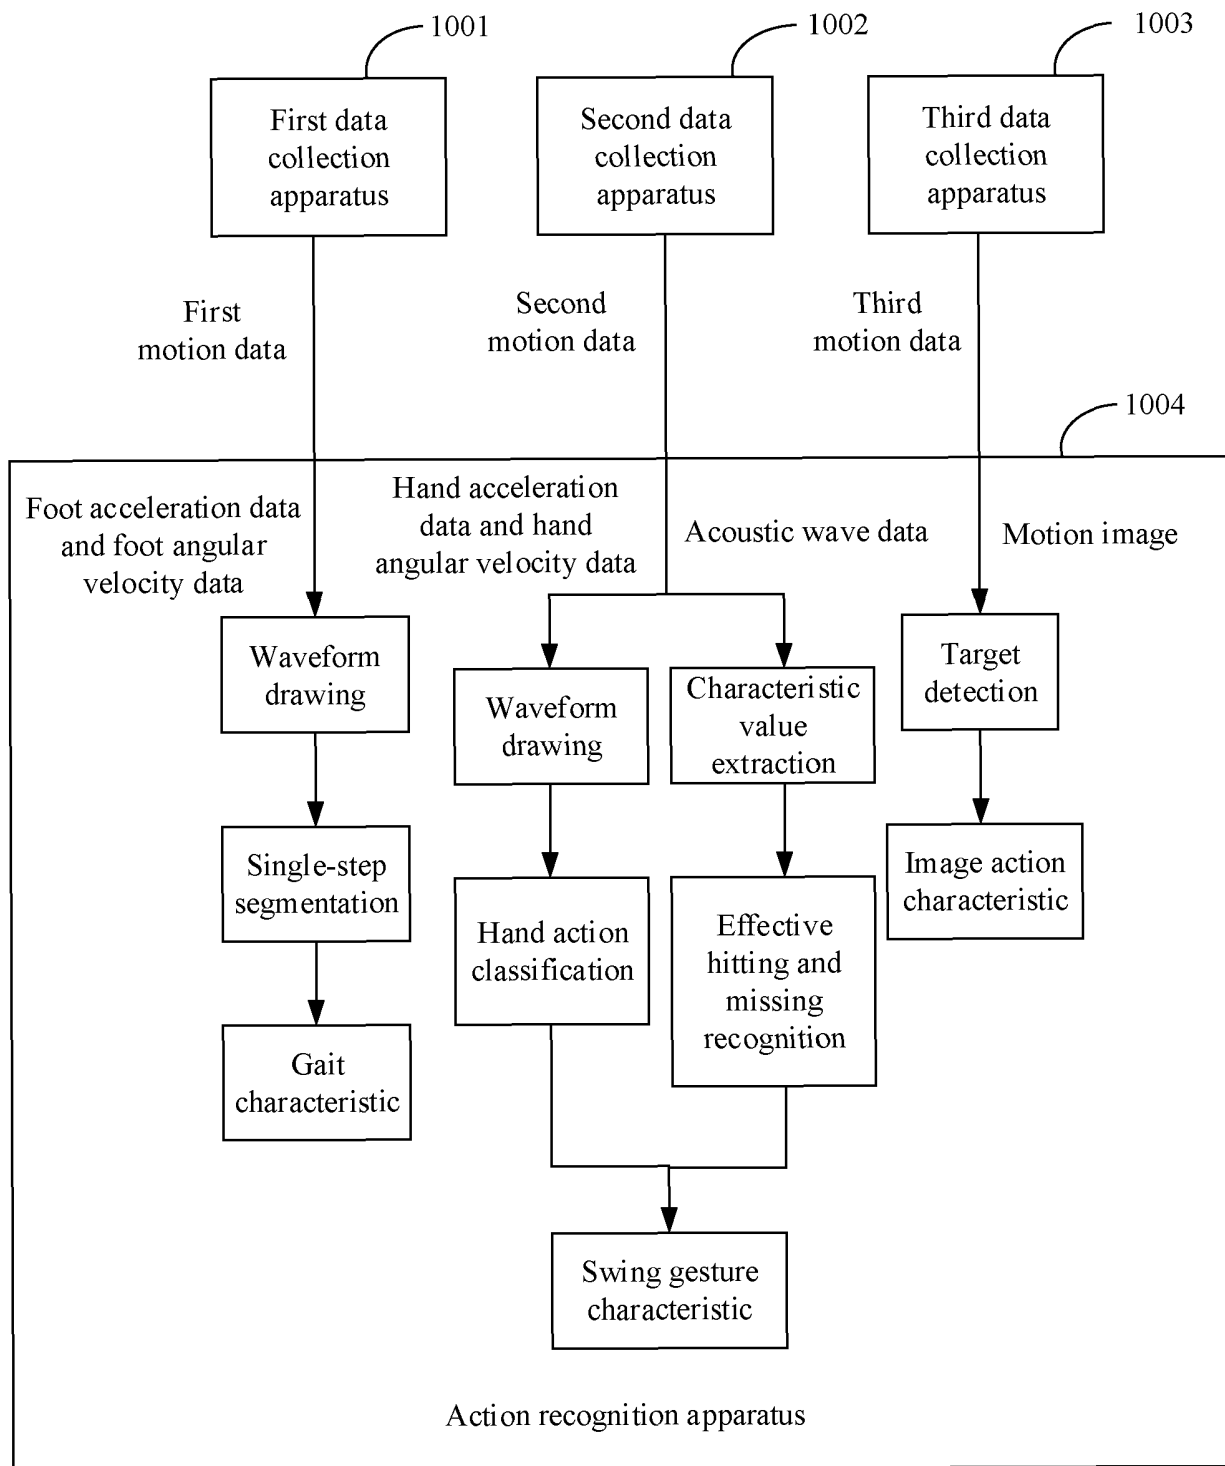 1001
1002
1003
First data
collection
apparatus
Second data
collection
apparatus
Third data
collection
apparatus
First
motion data
Second
motion data
Third
motion data
1004
Foot acceleration data
and foot angular
velocity data
Hand acceleration
data and hand
angular velocity data
Acoustic wave data
Motion image
Waveform
drawing
Waveform
drawing
Characteristic
value
extraction
Target
detection
Single-step
segmentation
Hand action
classification
Effective
hitting and
missing
recognition
Image action
characteristic
Gait
characteristic
Swing gesture
characteristic
Action recognition apparatus